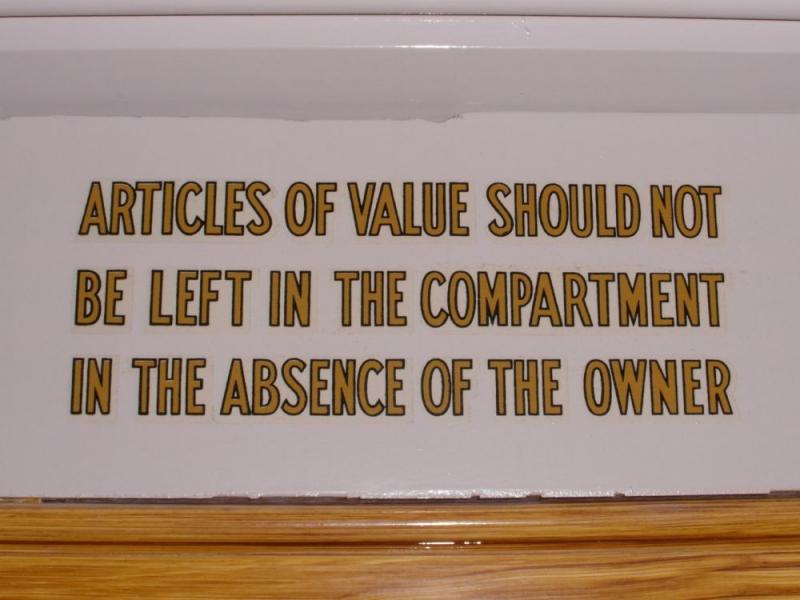 ARTICLES OF VALUE SHOULD NOT
BE LEFT IN THE COMPARTMENT
IN THE ABSENCE OF THE OWNER